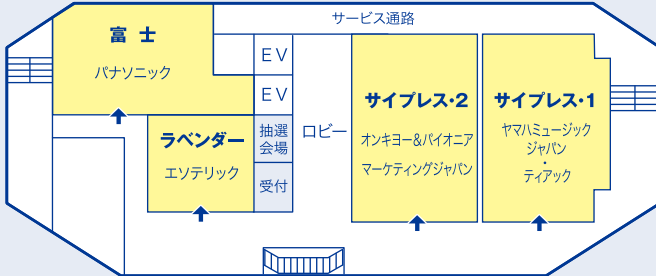 サービス通路
富士
パナソニック
EV
EV
ラベンダー
エソテリック
抽選
会場
受付
ロビー
サイプレス・2
オンキヨー&パイオニア
マーケティングジャパン
サイプレス・1
ヤマハミュージック
ジャパン
・
ティアック